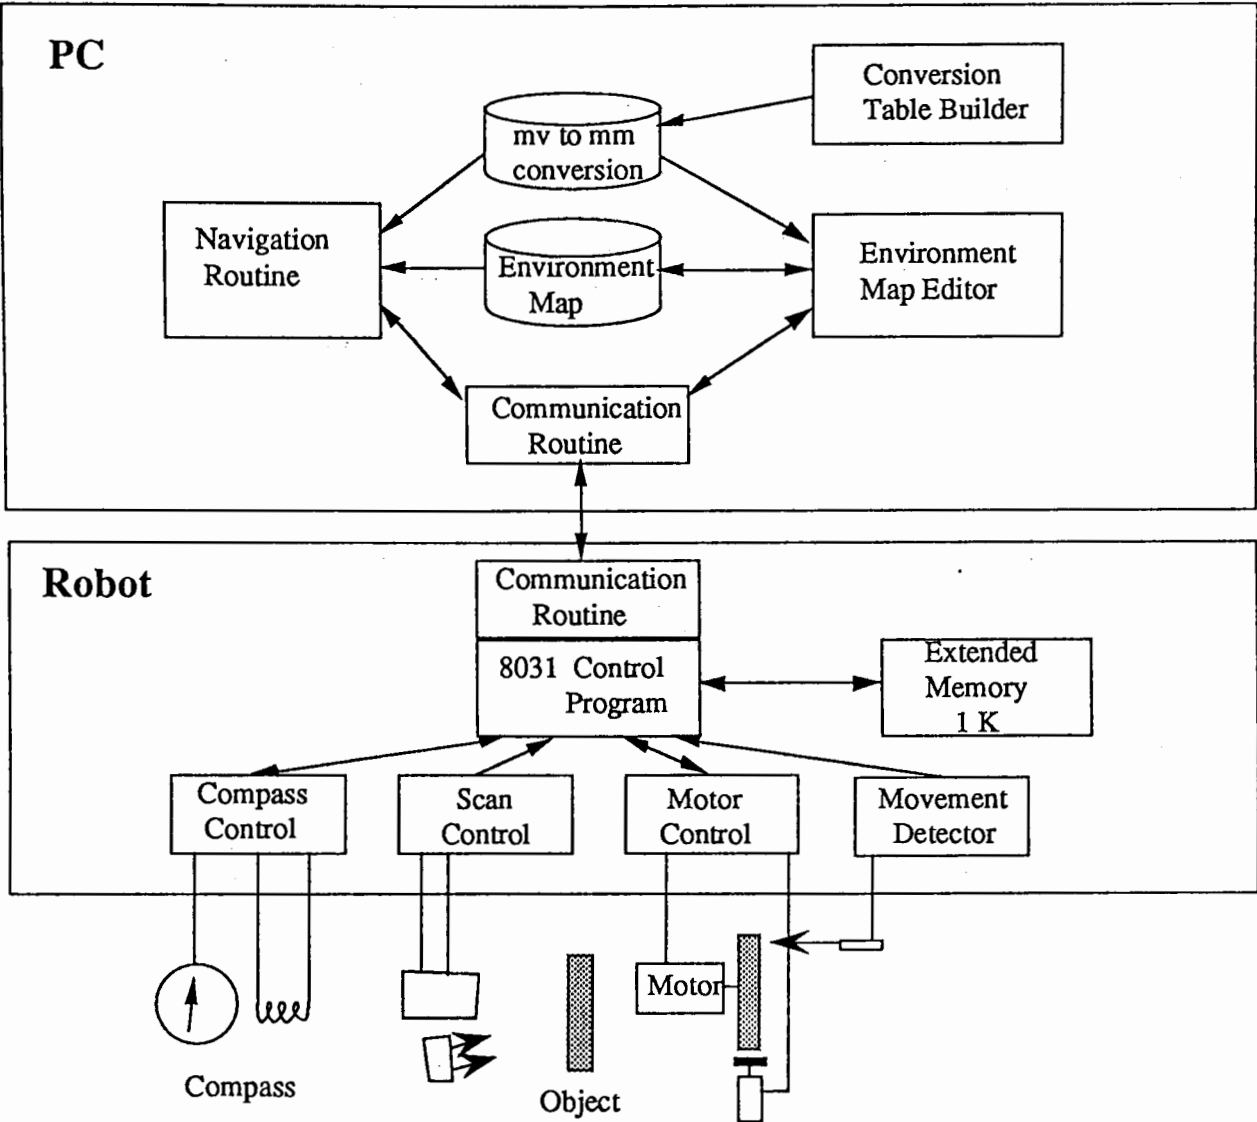 PC
Conversion
Table Builder
mv to mm
conversion
Navigation
Routine
Environment
Map
Environment
Map Editor
Communication
Routine
Robot
Communication
Routine
8031 Control
Program
Extended
Memory
1 K
Compass
Control
Scan
Control
Motor
Control
Movement
Detector
Motor
Compass
Object